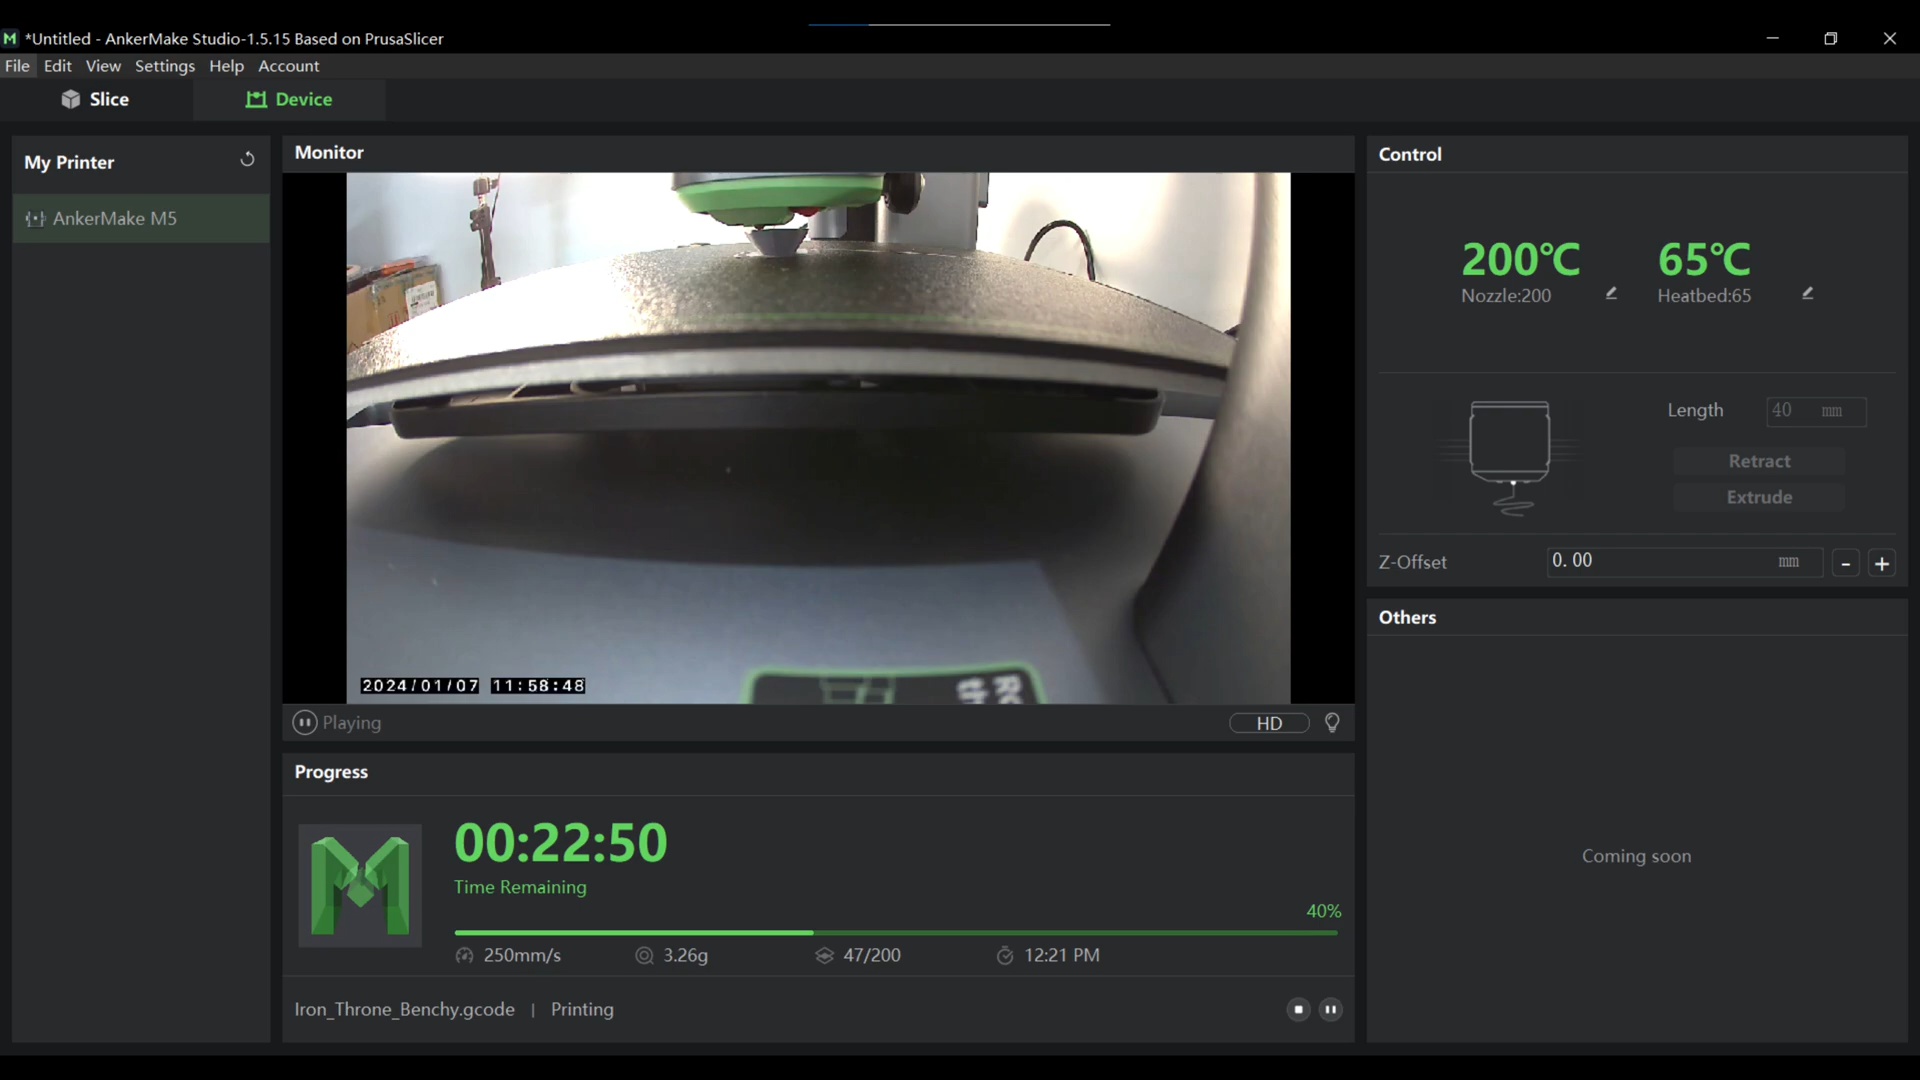 *Untitled - AnkerMake Studio-1.5.15 Based on PrusaSlicer
File Edit View Settings Help Account
Slice Device
My Printer
AnkerMake M5
Monitor
2024/01/07 11:58:48
Playing HD
Progress
00:22:50
Time Remaining
40%
250mm/s 3.26g 47/200 12:21 PM
Iron_Throne_Benchy.gcode | Printing
Control
200℃ 65℃
Nozzle:200 Heatbed:65
Length 40 mm
Retract
Extrude
Z-Offset 0.00 mm - +
Others
Coming soon